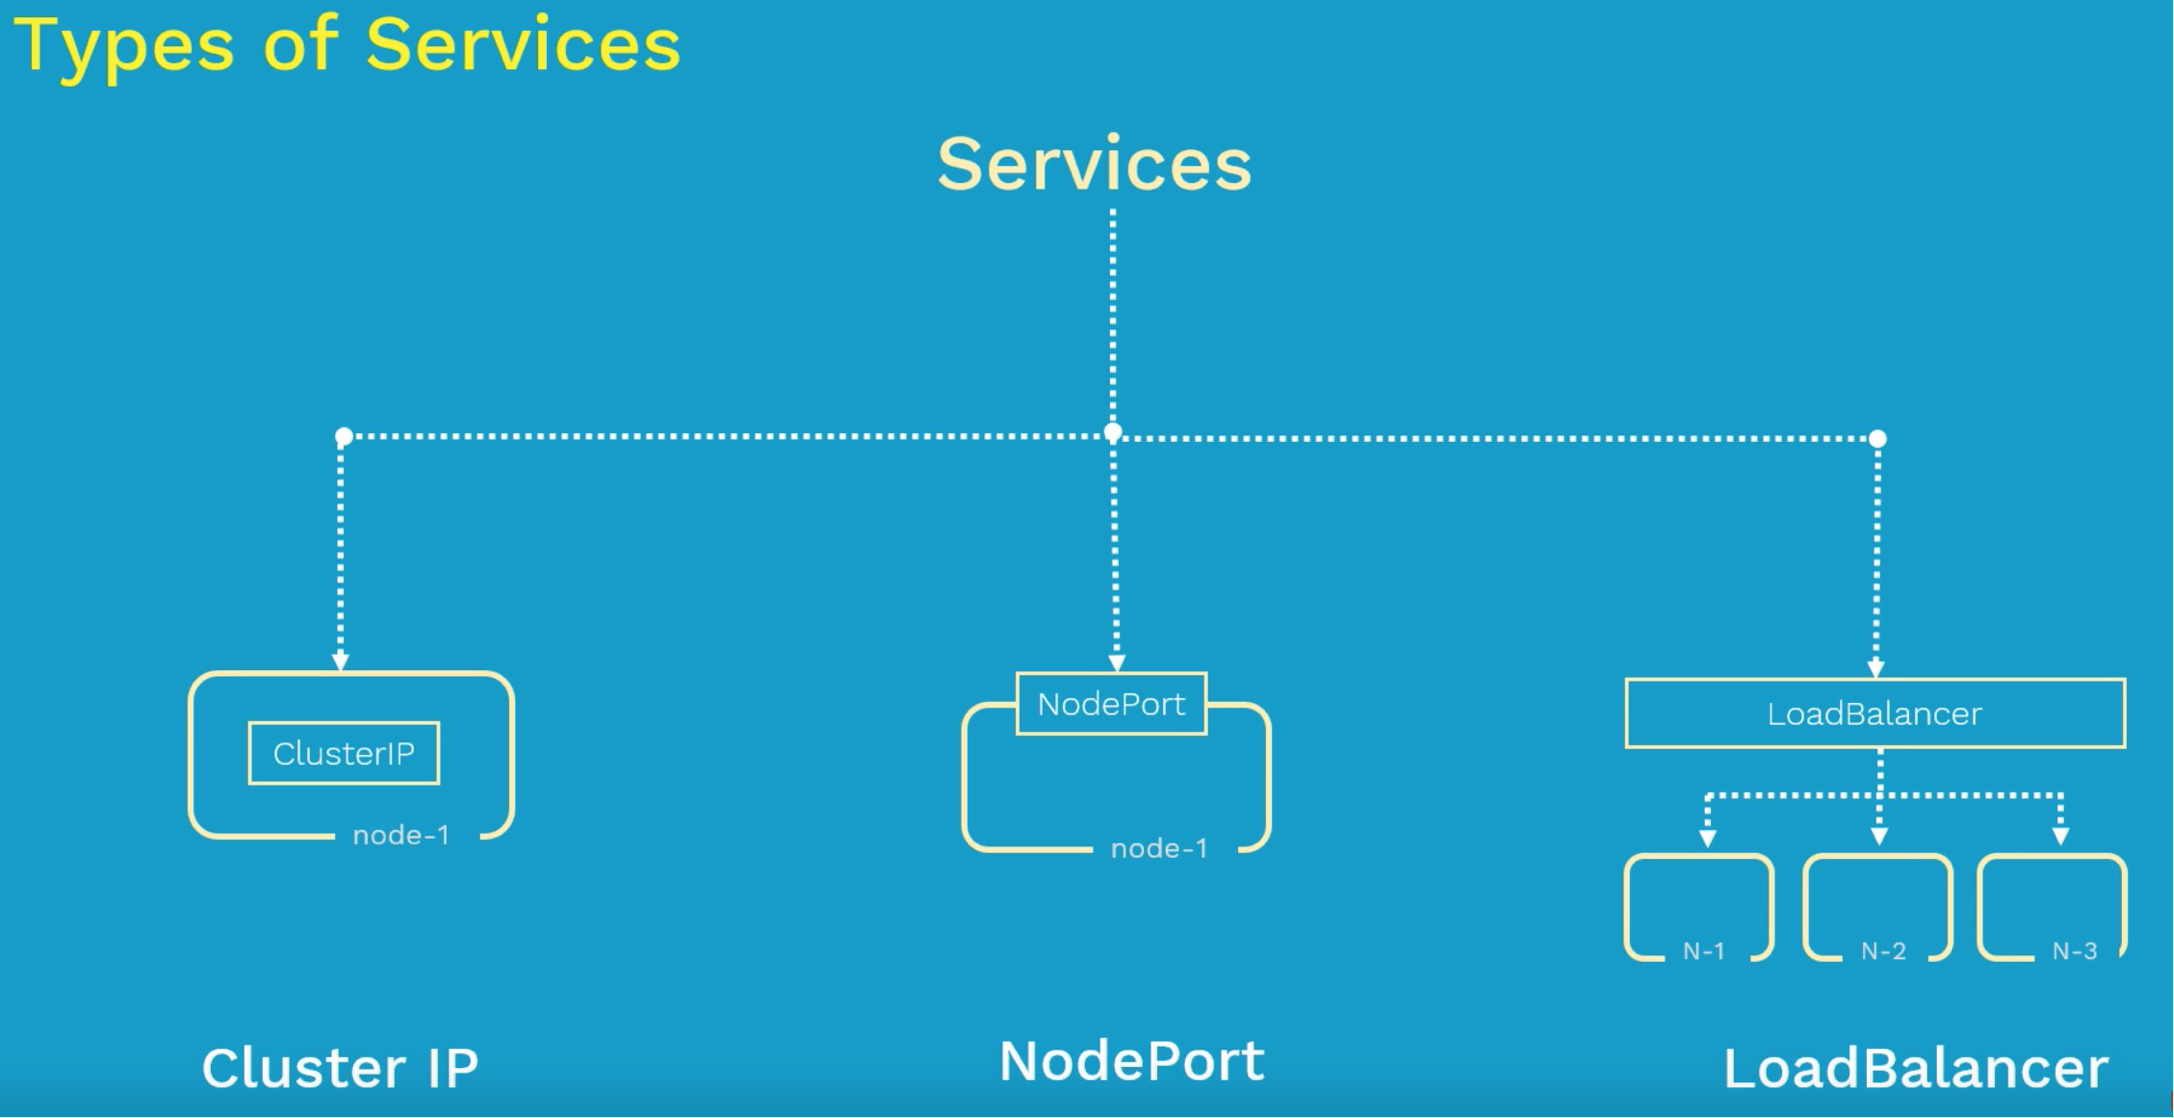 Types of Services
Services
ClusterIP
node-1
NodePort
node-1
LoadBalancer
N-1
N-2
N-3
Cluster IP
NodePort
LoadBalancer